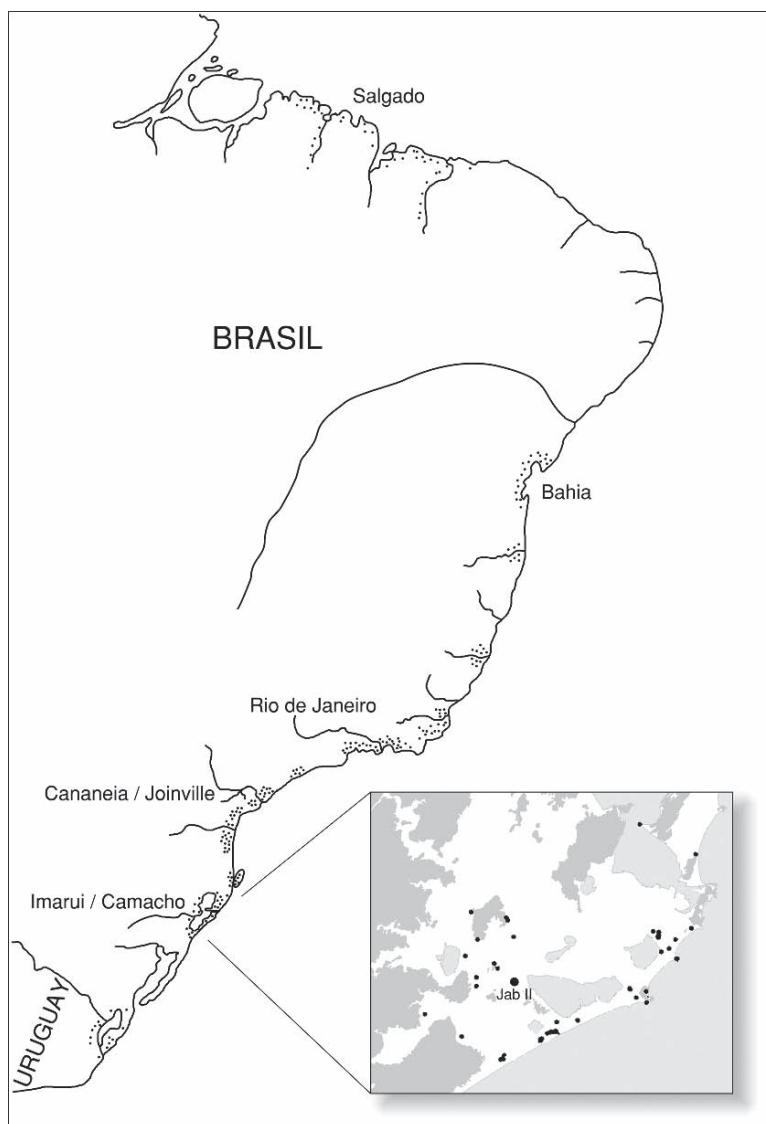 Salgado
BRASIL
Bahia
Rio de Janeiro
Cananeia / Joinville
Imarui / Camacho
Jab II
URUGUAY